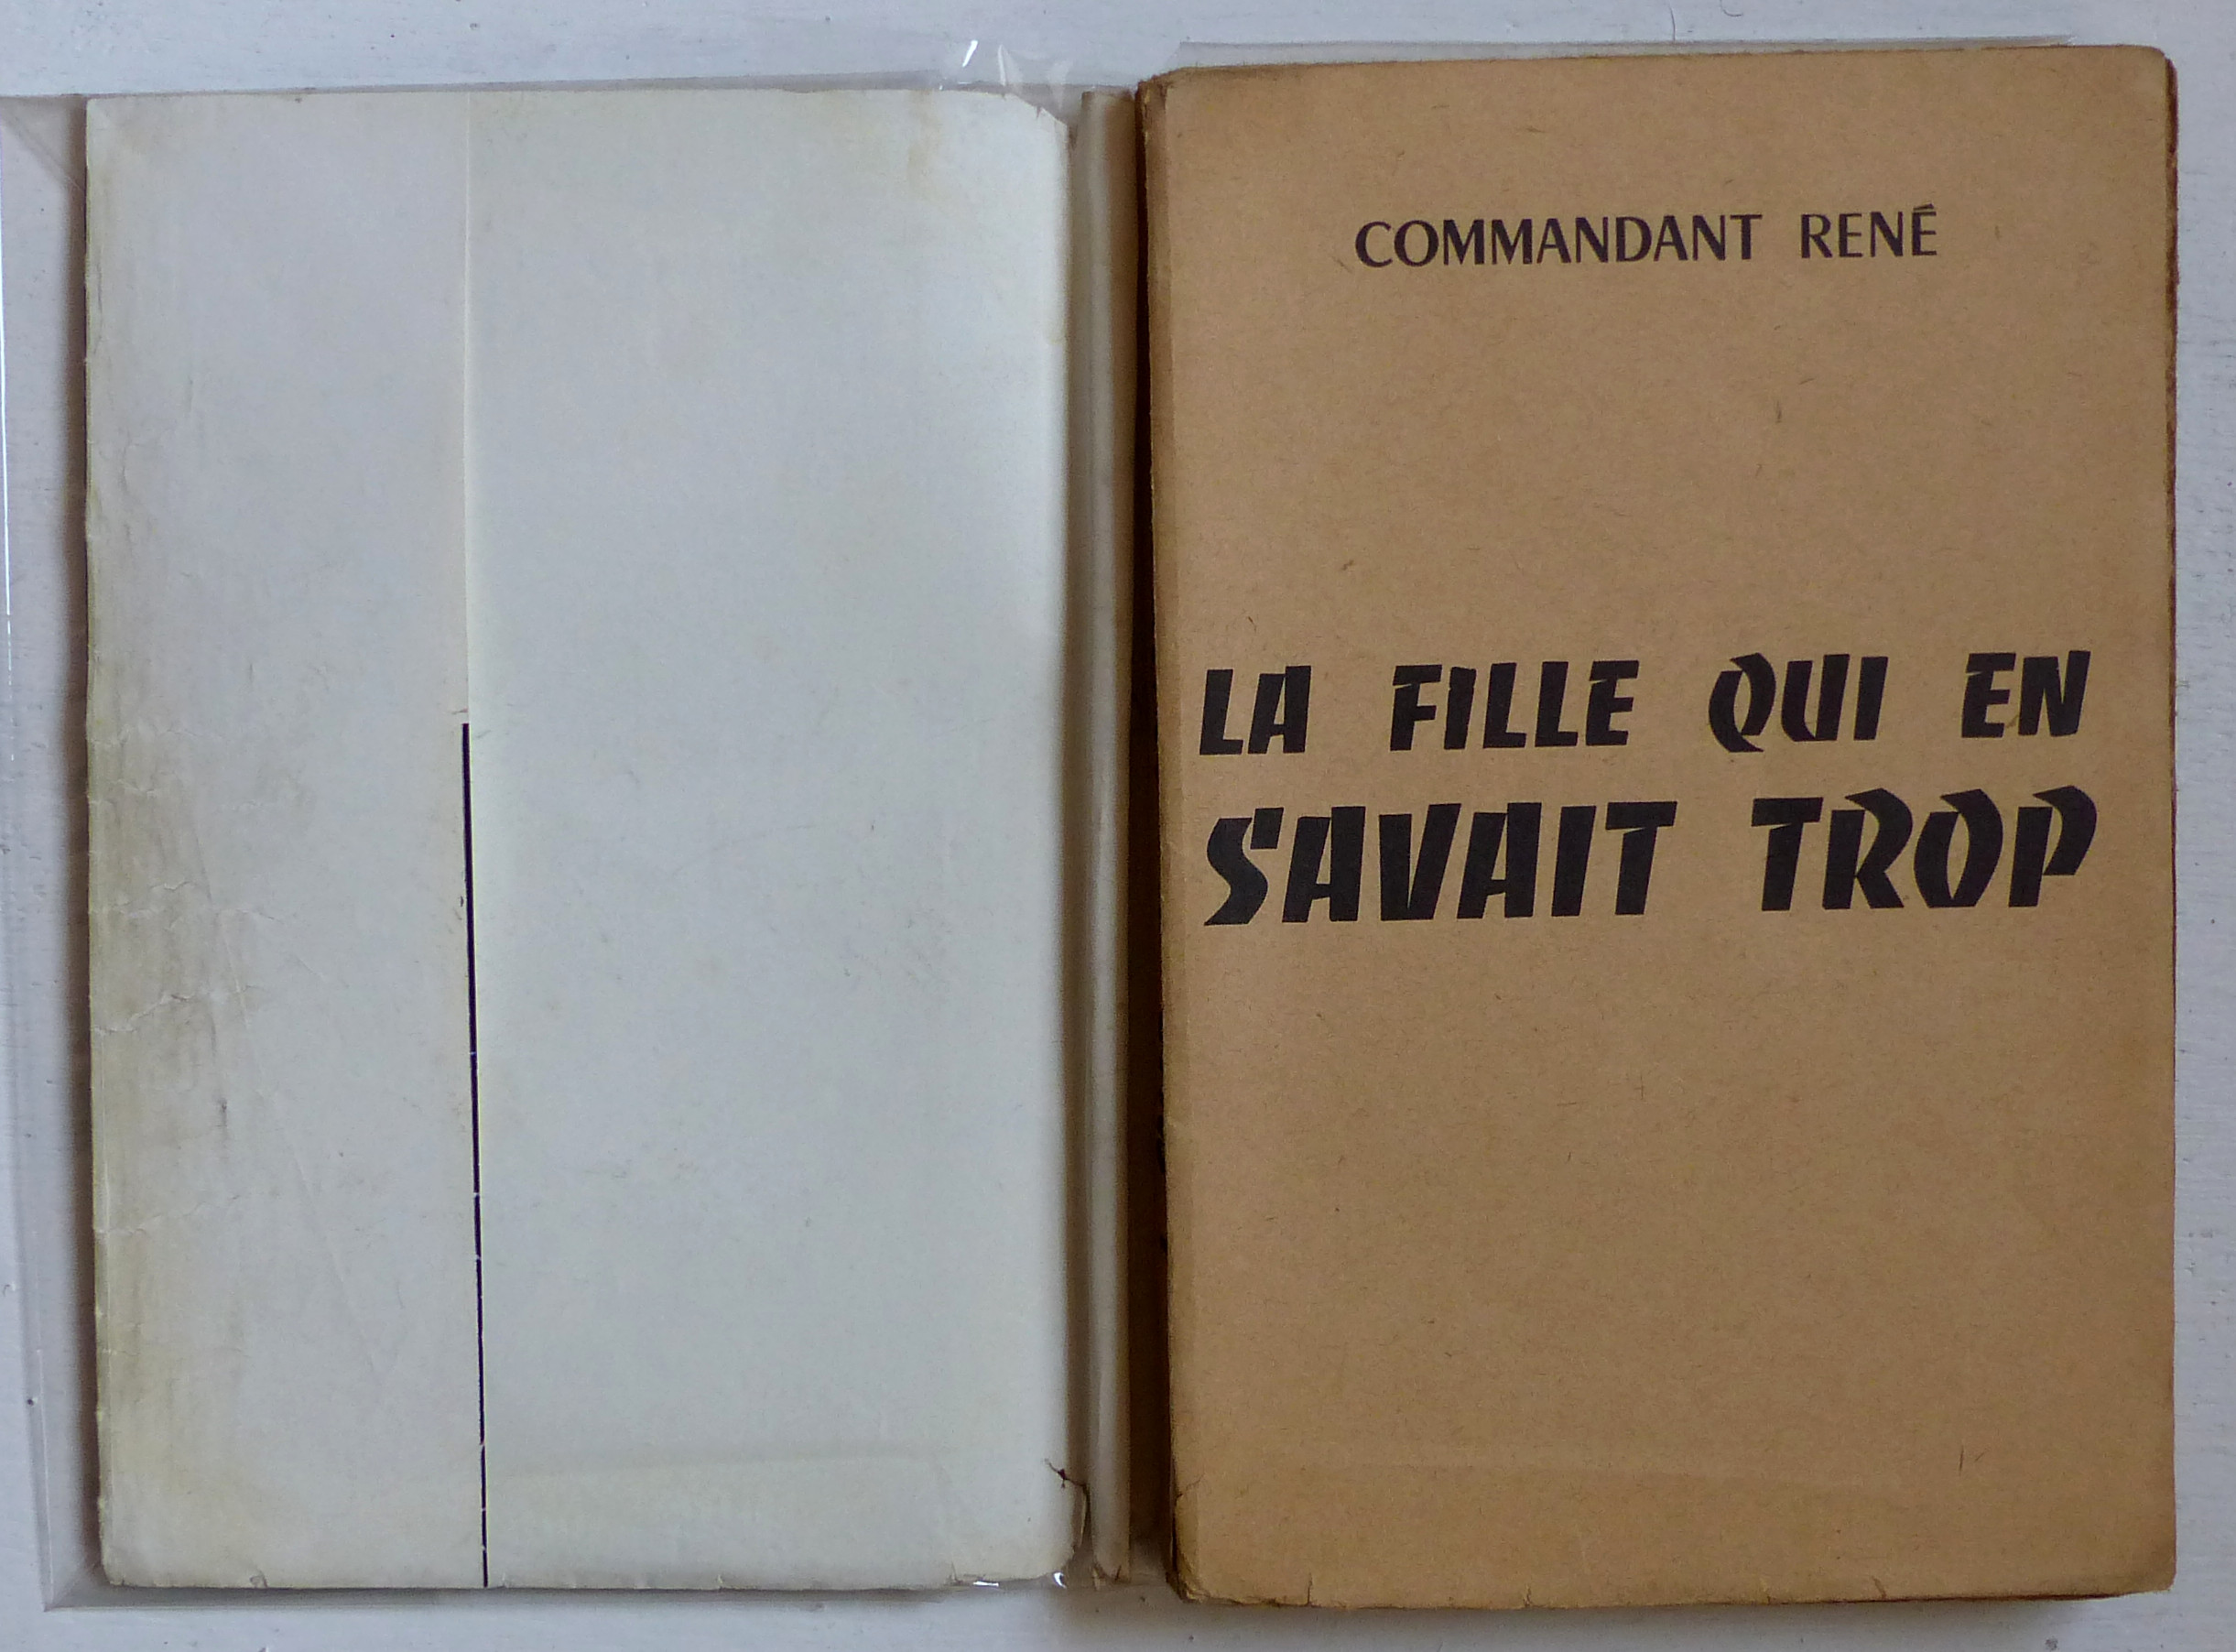 COMMANDANT RENÉ
LA FILLE QUI EN
SAVAIT TROP